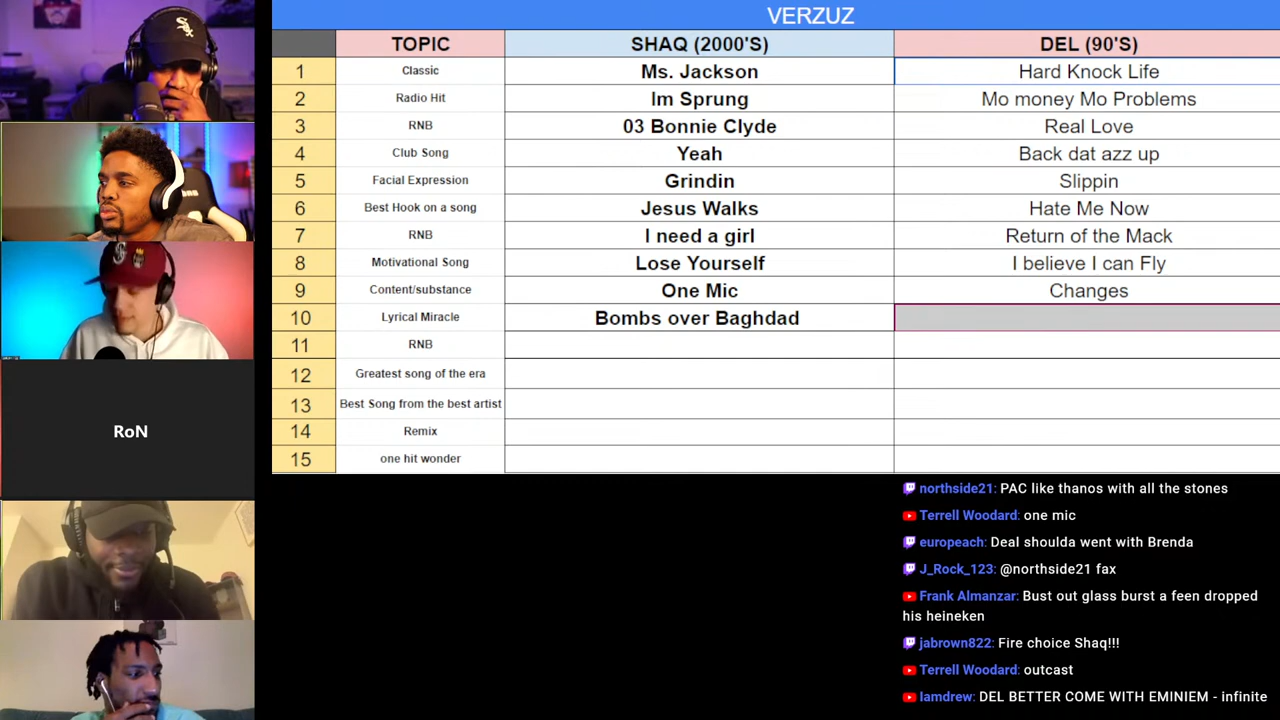 VERZUZ
TOPIC SHAQ (2000'S) DEL (90'S)
1 Classic Ms. Jackson Hard Knock Life
2 Radio Hit Im Sprung Mo money Mo Problems
3 RNB 03 Bonnie Clyde Real Love
4 Club Song Yeah Back dat azz up
5 Facial Expression Grindin Slippin
6 Best Hook on a song Jesus Walks Hate Me Now
7 RNB I need a girl Return of the Mack
8 Motivational Song Lose Yourself I believe I can Fly
9 Content/substance One Mic Changes
10 Lyrical Miracle Bombs over Baghdad
11 RNB
12 Greatest song of the era
13 Best Song from the best artist
14 Remix
15 one hit wonder
RoN
northside21: PAC like thanos with all the stones
Terrell Woodard: one mic
europeach: Deal shoulda went with Brenda
J_Rock_123: @northside21 fax
Frank Almanzar: Bust out glass burst a feen dropped
his heineken
jabrown822: Fire choice Shaq!!!
Terrell Woodard: outcast
Iamdrew: DEL BETTER COME WITH EMINIEM - infinite